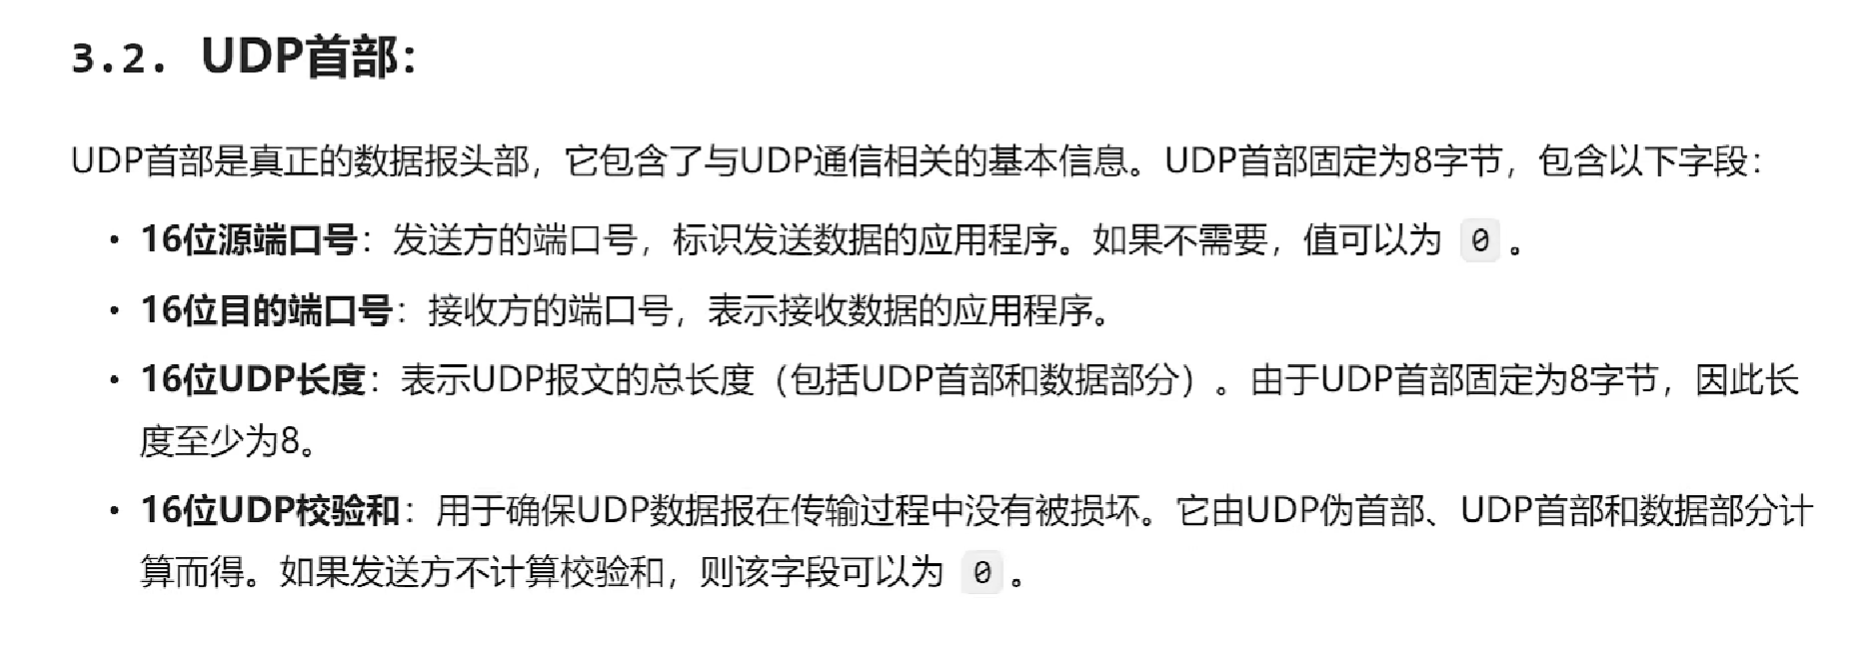 3.2. UDP首部：
UDP首部是真正的数据报头部，它包含了与UDP通信相关的基本信息。UDP首部固定为8字节，包含以下字段：
• 16位源端口号：发送方的端口号，标识发送数据的应用程序。如果不需要，值可以为 0 。
• 16位目的端口号：接收方的端口号，表示接收数据的应用程序。
• 16位UDP长度：表示UDP报文的总长度（包括UDP首部和数据部分）。由于UDP首部固定为8字节，因此长
度至少为8。
• 16位UDP校验和：用于确保UDP数据报在传输过程中没有被损坏。它由UDP伪首部、UDP首部和数据部分计
算而得。如果发送方不计算校验和，则该字段可以为 0 。